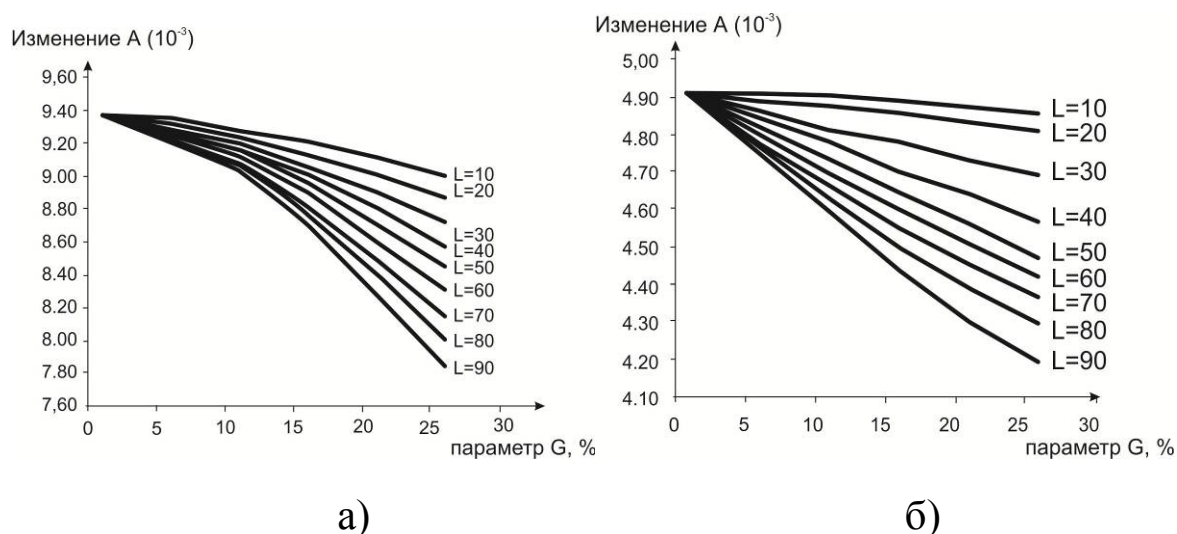 Изменение А (10⁻³)
9,60
9.40
9.20
9.00
8.80
8.60
8.40
8.20
8.00
7.80
7,60
0 5 10 15 20 25 30
параметр G, %
L=10
L=20
L=30
L=40
L=50
L=60
L=70
L=80
L=90
а)
Изменение А (10⁻³)
5,00
4.90
4.80
4.70
4.60
4.50
4.40
4.30
4.20
4.10
0 5 10 15 20 25 30
параметр G, %
L=10
L=20
L=30
L=40
L=50
L=60
L=70
L=80
L=90
б)